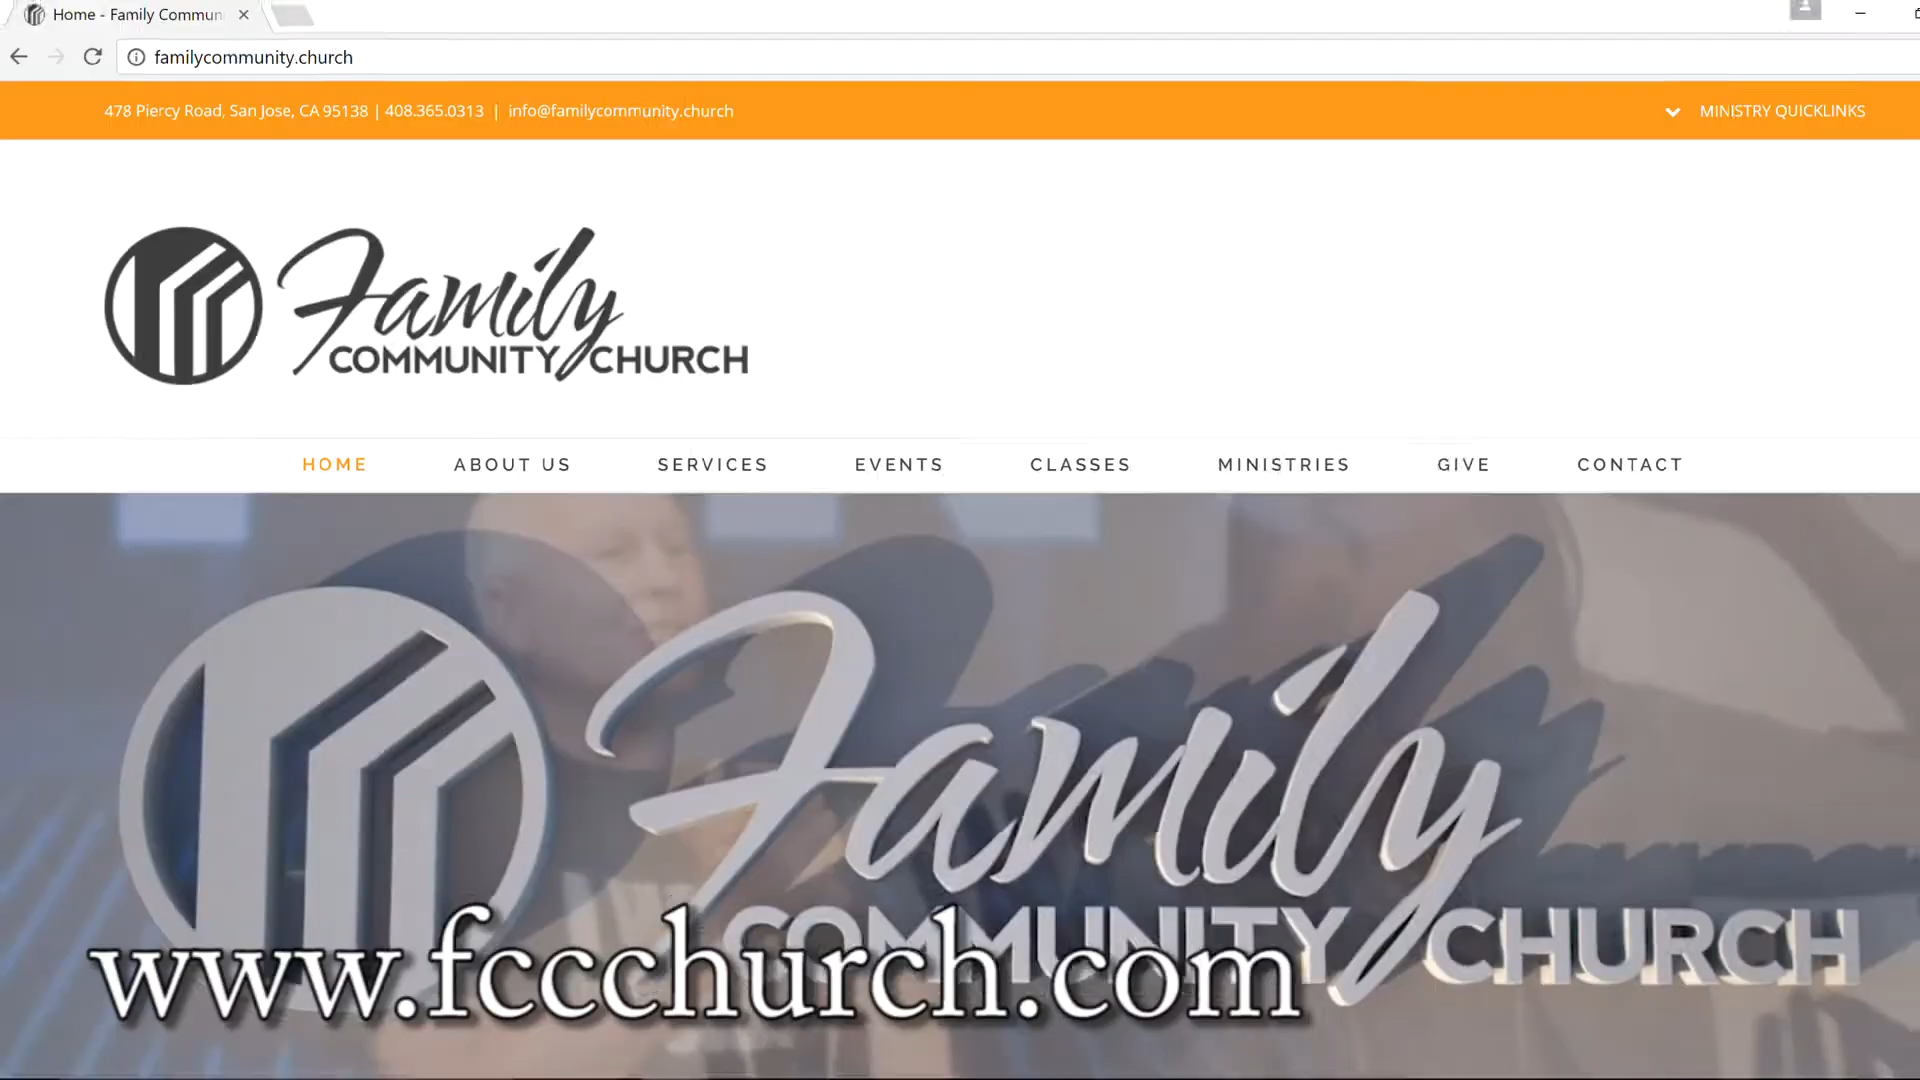 Home - Family Commun
familycommunity.church
478 Piercy Road, San Jose, CA 95138 | 408.365.0313 | info@familycommunity.church
MINISTRY QUICKLINKS
Family
COMMUNITY CHURCH
HOME ABOUT US SERVICES EVENTS CLASSES MINISTRIES GIVE CONTACT
Family
COMMUNITY CHURCH
www.fccchurch.com